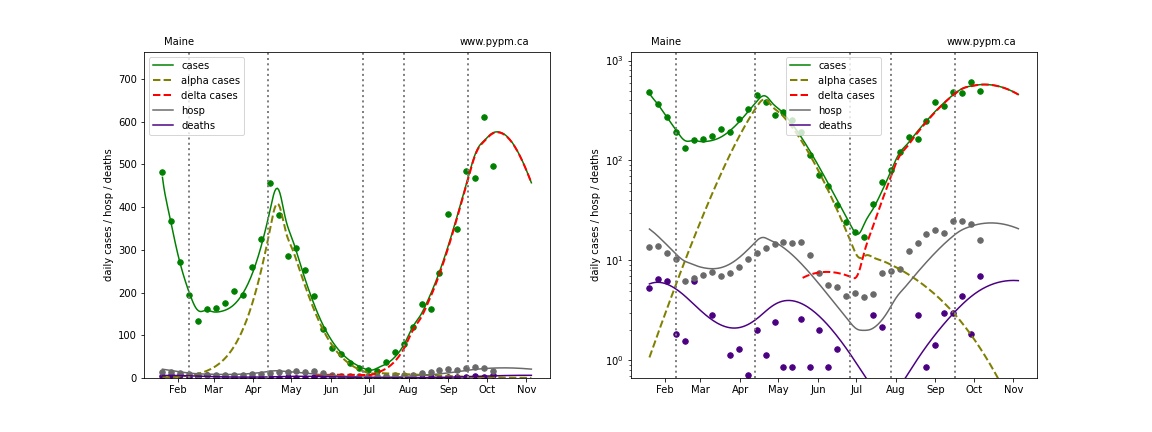 Maine www.pypm.ca
cases
alpha cases
delta cases
hosp
deaths
daily cases / hosp / deaths
700
600
500
400
300
200
100
0
Feb Mar Apr May Jun Jul Aug Sep Oct Nov
Maine www.pypm.ca
cases
alpha cases
delta cases
hosp
deaths
daily cases / hosp / deaths
10³
10²
10¹
10⁰
Feb Mar Apr May Jun Jul Aug Sep Oct Nov